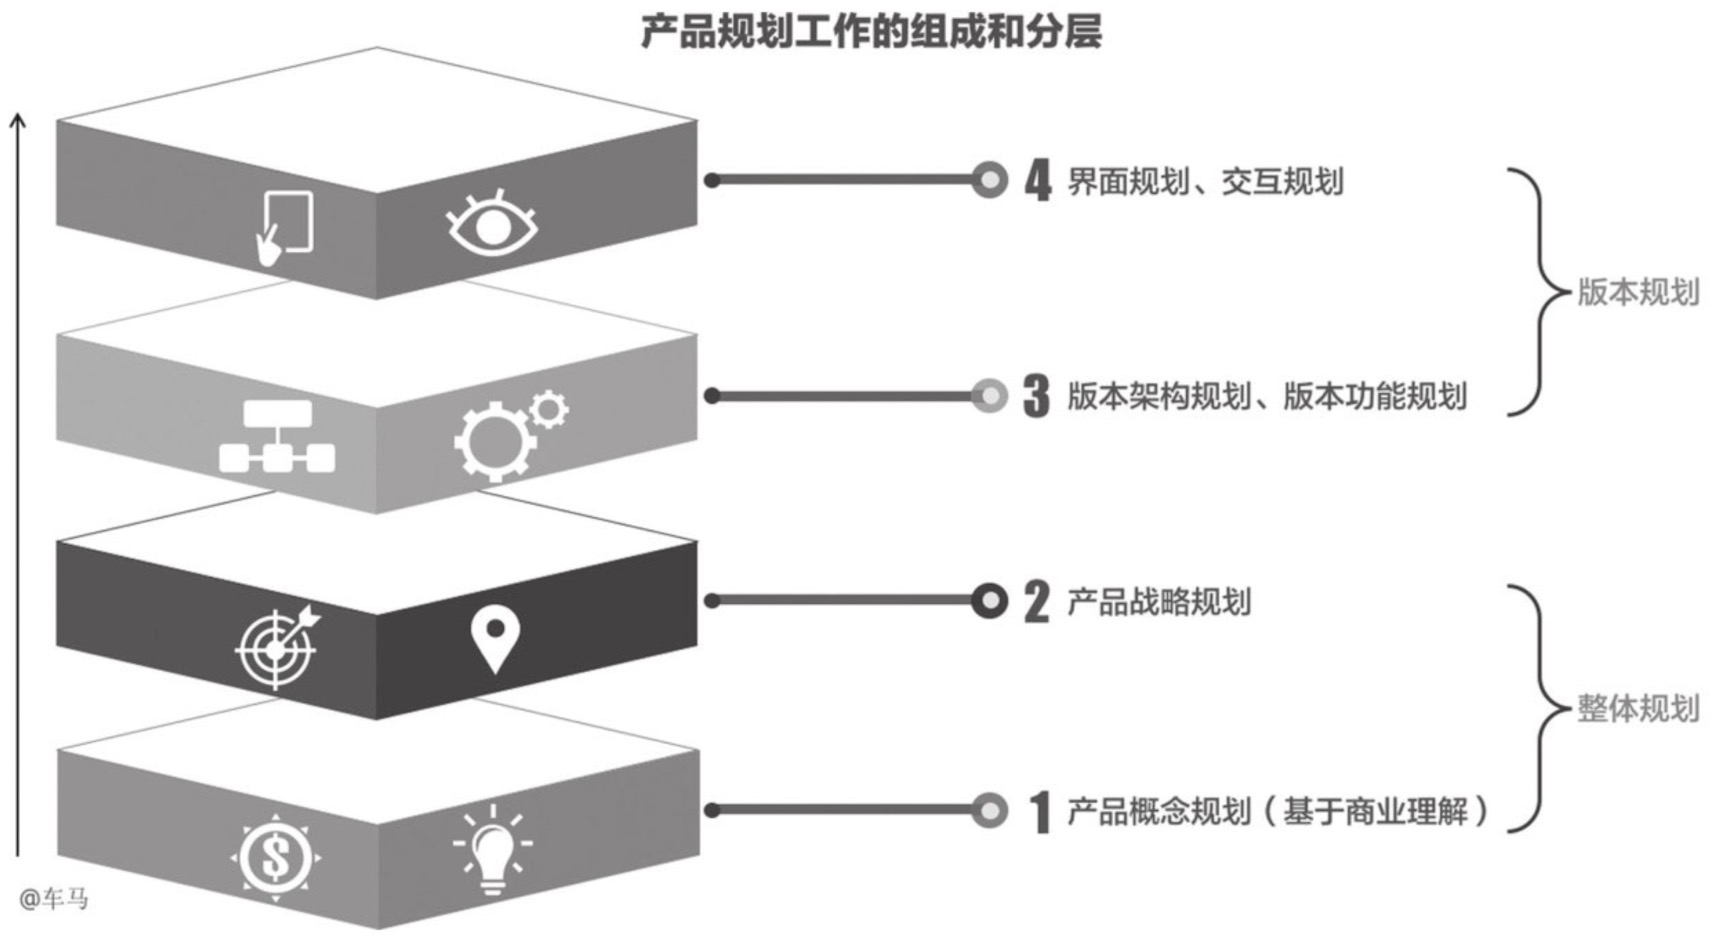 产品规划工作的组成和分层
4 界面规划、交互规划
版本规划
3 版本架构规划、版本功能规划
2 产品战略规划
整体规划
1 产品概念规划（基于商业理解）
$
@车马